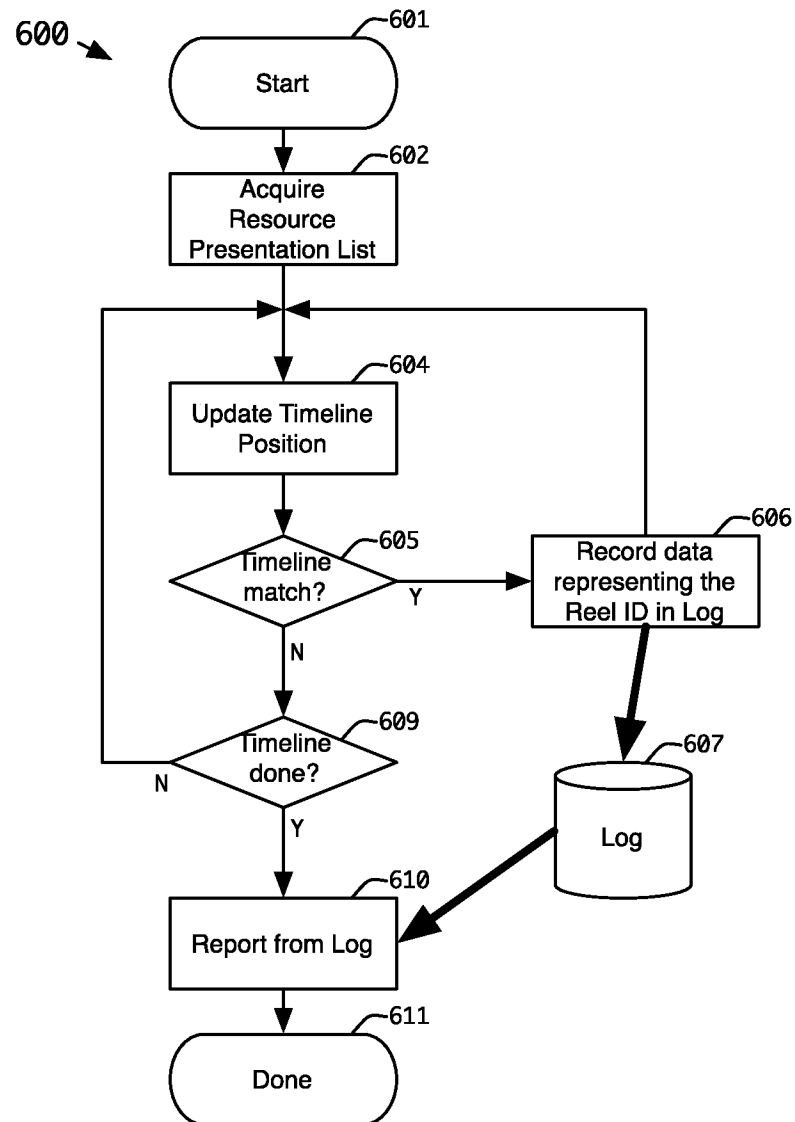 600
601
Start
602
Acquire
Resource
Presentation List
604
Update Timeline
Position
605
Timeline
match?
Y
N
606
Record data
representing the
Reel ID in Log
609
Timeline
done?
N
Y
607
Log
610
Report from Log
611
Done